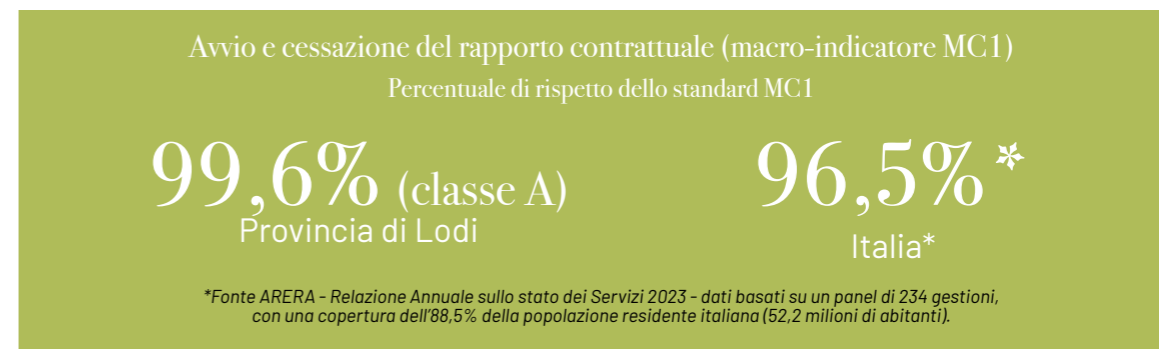 Avvio e cessazione del rapporto contrattuale (macro-indicatore MC1)
Percentuale di rispetto dello standard MC1
99,6% (classe A)
Provincia di Lodi
96,5%*
Italia*
*Fonte ARERA - Relazione Annuale sullo stato dei Servizi 2023 - dati basati su un panel di 234 gestioni,
con una copertura dell'88,5% della popolazione residente italiana (52,2 milioni di abitanti).